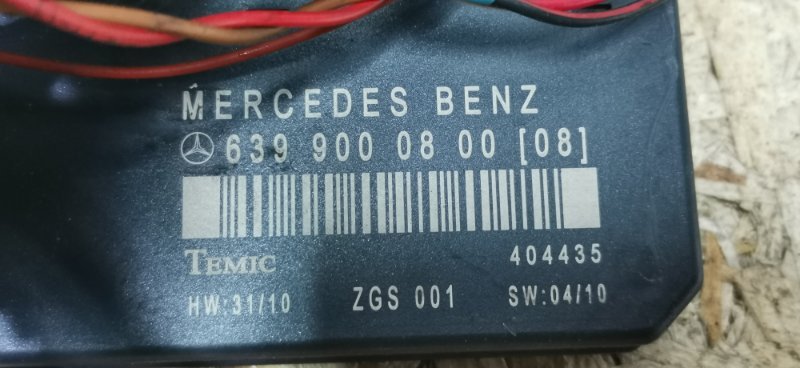 MERCEDES BENZ
639 900 08 00 [08]
TEMIC 404435
HW:31/10 ZGS 001 SW:04/10